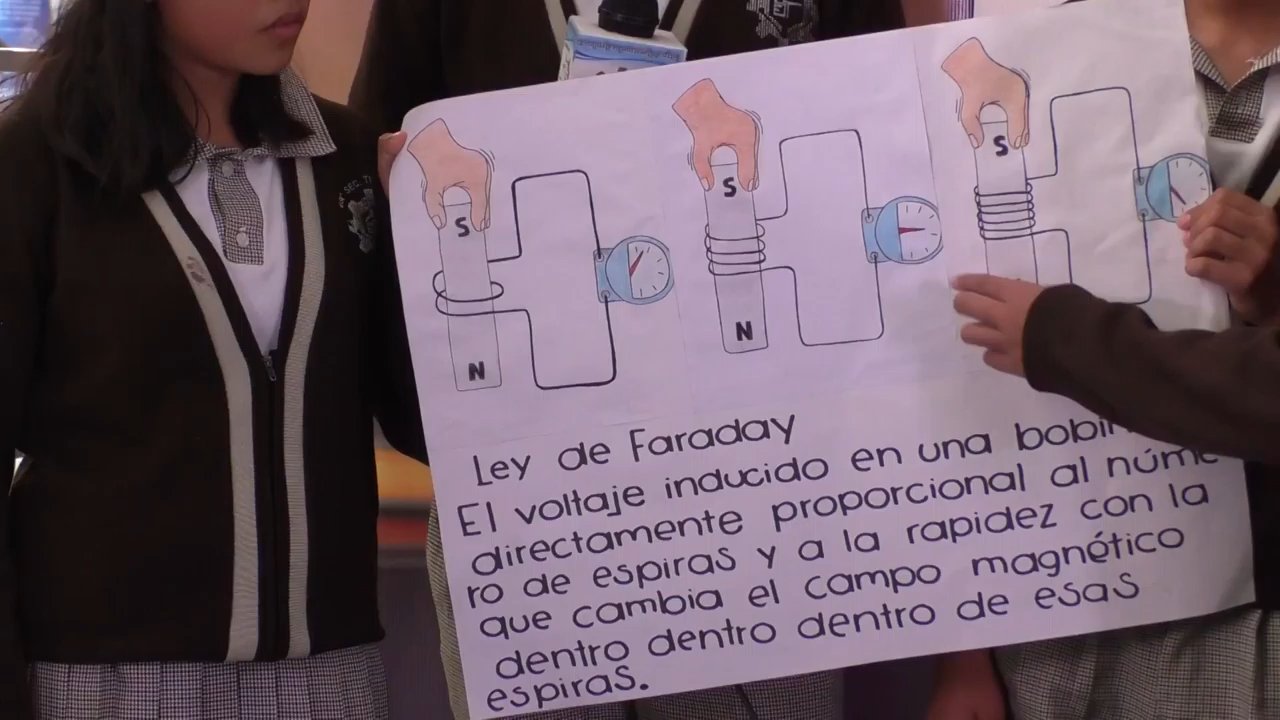 S
S
S
N
N
Ley de Faraday
El voltaje inducido en una
directamente proporcional al núme
ro de espiras y a la rapidez con la
que cambia el campo magnético
dentro dentro dentro de esas
espiras.